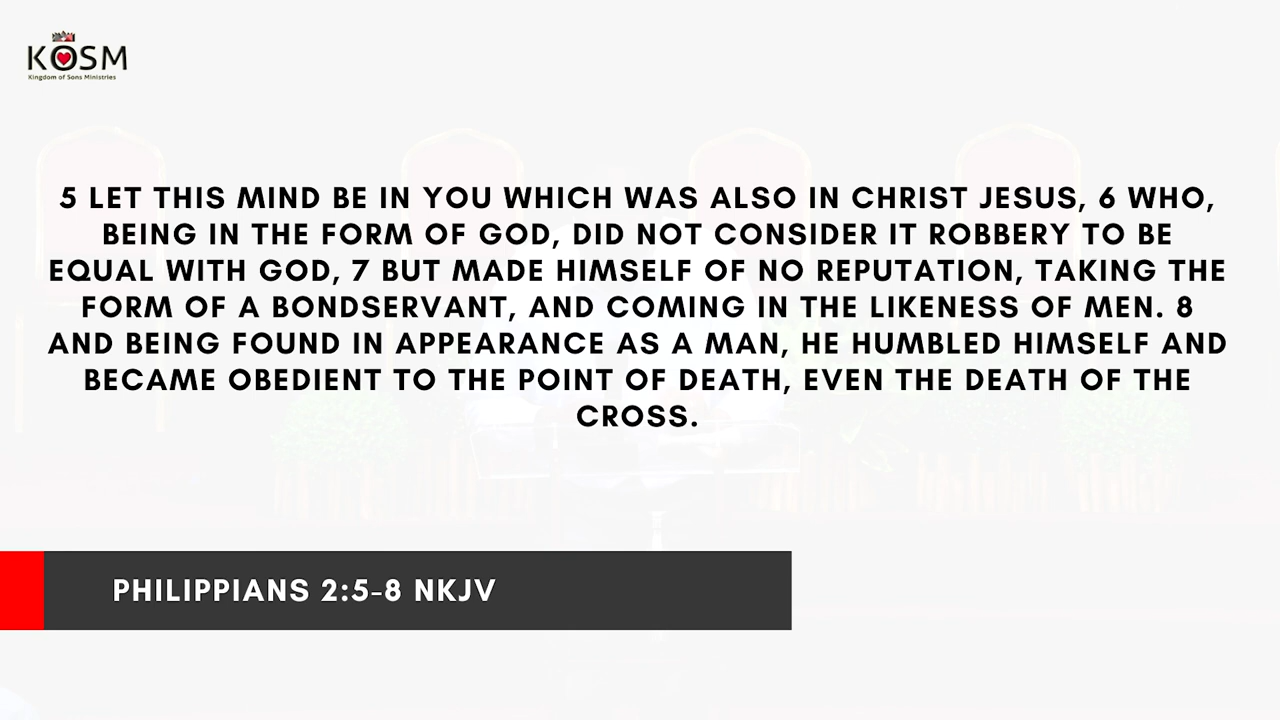 KOSM
Kingdom of Sons Ministries
5 LET THIS MIND BE IN YOU WHICH WAS ALSO IN CHRIST JESUS, 6 WHO,
BEING IN THE FORM OF GOD, DID NOT CONSIDER IT ROBBERY TO BE
EQUAL WITH GOD, 7 BUT MADE HIMSELF OF NO REPUTATION, TAKING THE
FORM OF A BONDSERVANT, AND COMING IN THE LIKENESS OF MEN. 8
AND BEING FOUND IN APPEARANCE AS A MAN, HE HUMBLED HIMSELF AND
BECAME OBEDIENT TO THE POINT OF DEATH, EVEN THE DEATH OF THE
CROSS.
PHILIPPIANS 2:5-8 NKJV